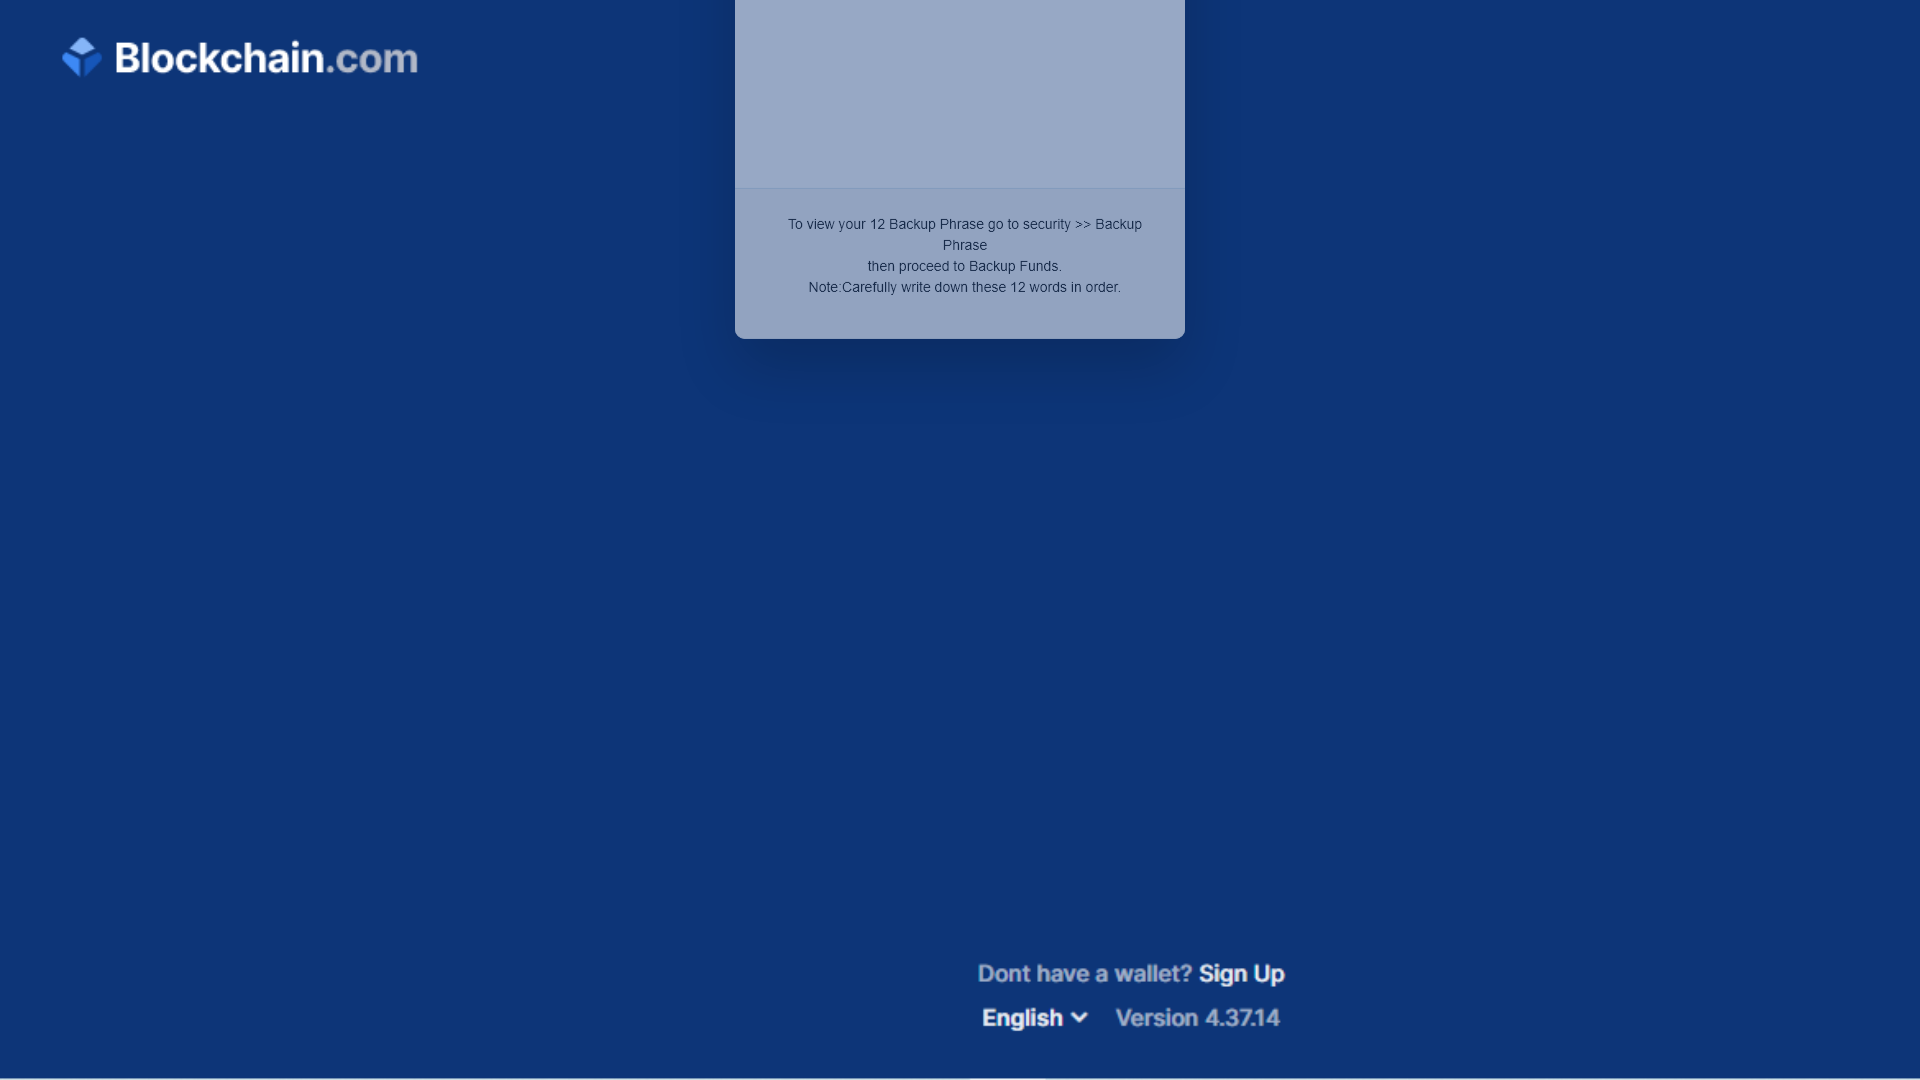 Blockchain.com
To view your 12 Backup Phrase go to security >> Backup
Phrase
then proceed to Backup Funds.
Note:Carefully write down these 12 words in order.
Dont have a wallet? Sign Up
English Version 4.37.14